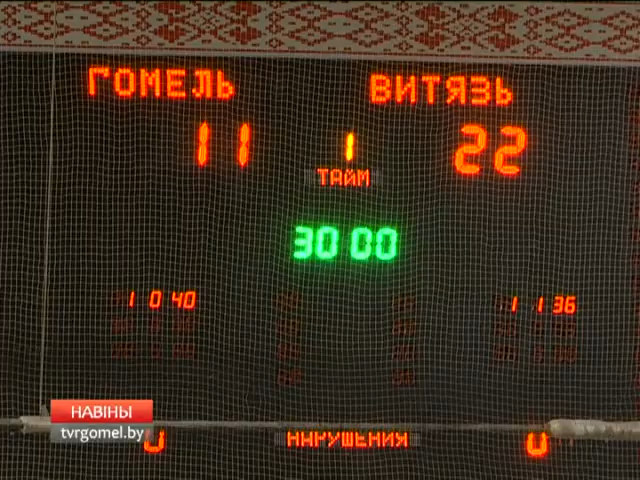 ГОМЕЛЬ ВИТЯЗЬ
11 1 22
ТАЙМ
30 00
1 0 40 1 1 36
НАВІНЫ
tvrgomel.by
0 НАРУШЕНИЯ 0